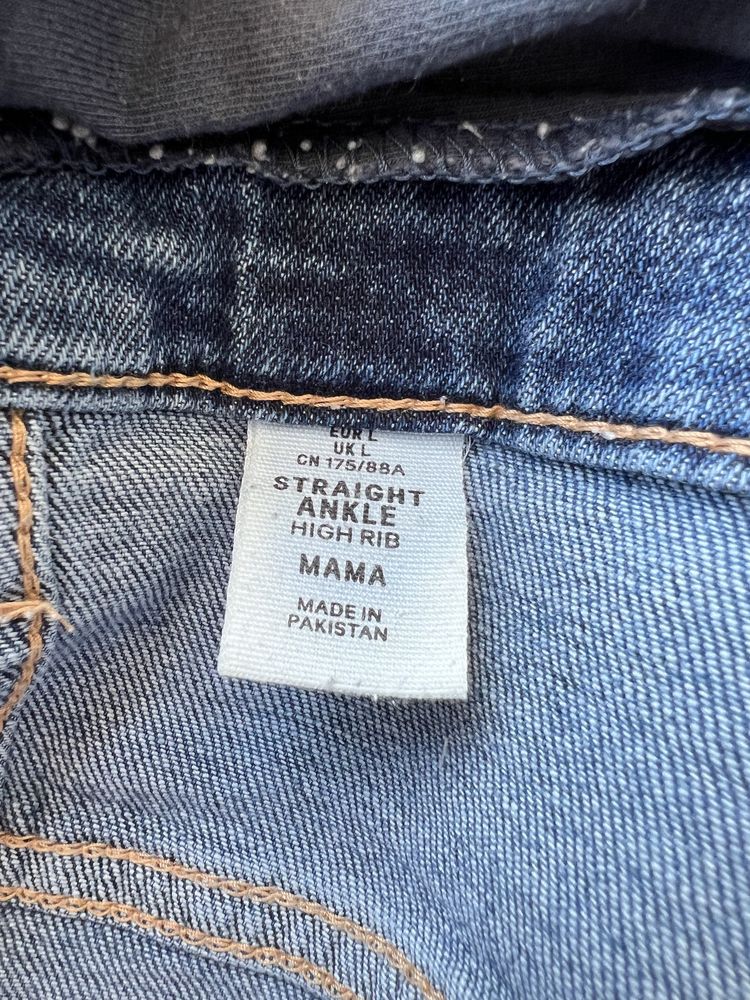 EUR L
UK L
CN 175/88A
STRAIGHT
ANKLE
HIGH RIB
MAMA
MADE IN
PAKISTAN